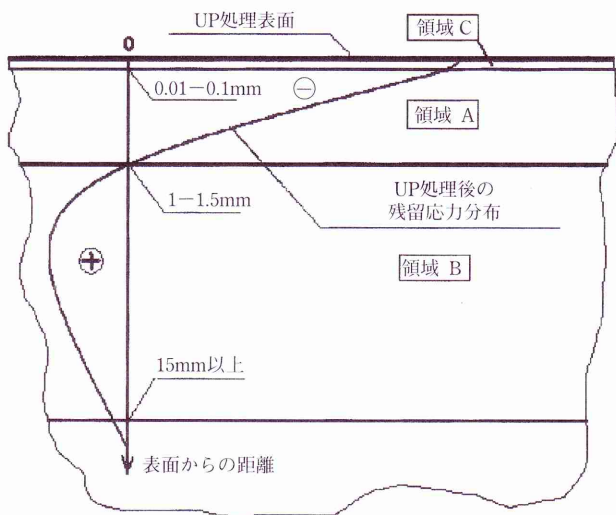 UP処理表面
領域 C
0
0.01－0.1mm
－
領域 A
1－1.5mm
UP処理後の
残留応力分布
＋
領域 B
15mm以上
表面からの距離